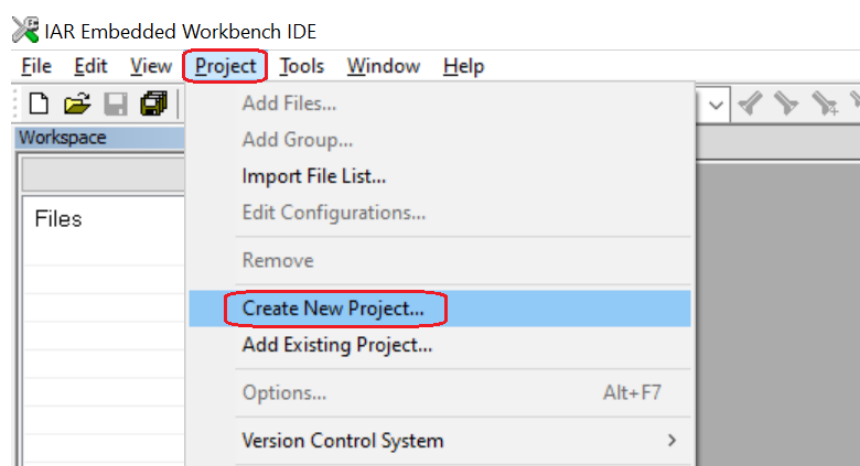 IAR Embedded Workbench IDE
File Edit View Project Tools Window Help
Workspace
Files
Add Files...
Add Group...
Import File List...
Edit Configurations...
Remove
Create New Project...
Add Existing Project...
Options... Alt+F7
Version Control System